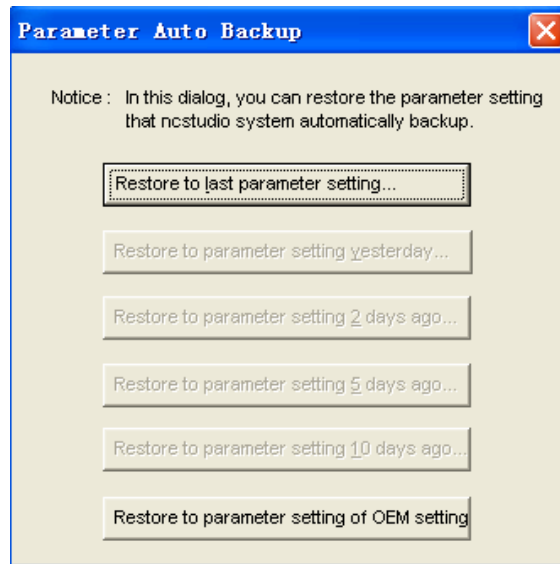 Parameter Auto Backup
Notice : In this dialog, you can restore the parameter setting
that ncstudio system automatically backup.
Restore to last parameter setting...
Restore to parameter setting yesterday...
Restore to parameter setting 2 days ago...
Restore to parameter setting 5 days ago...
Restore to parameter setting 10 days ago...
Restore to parameter setting of OEM setting